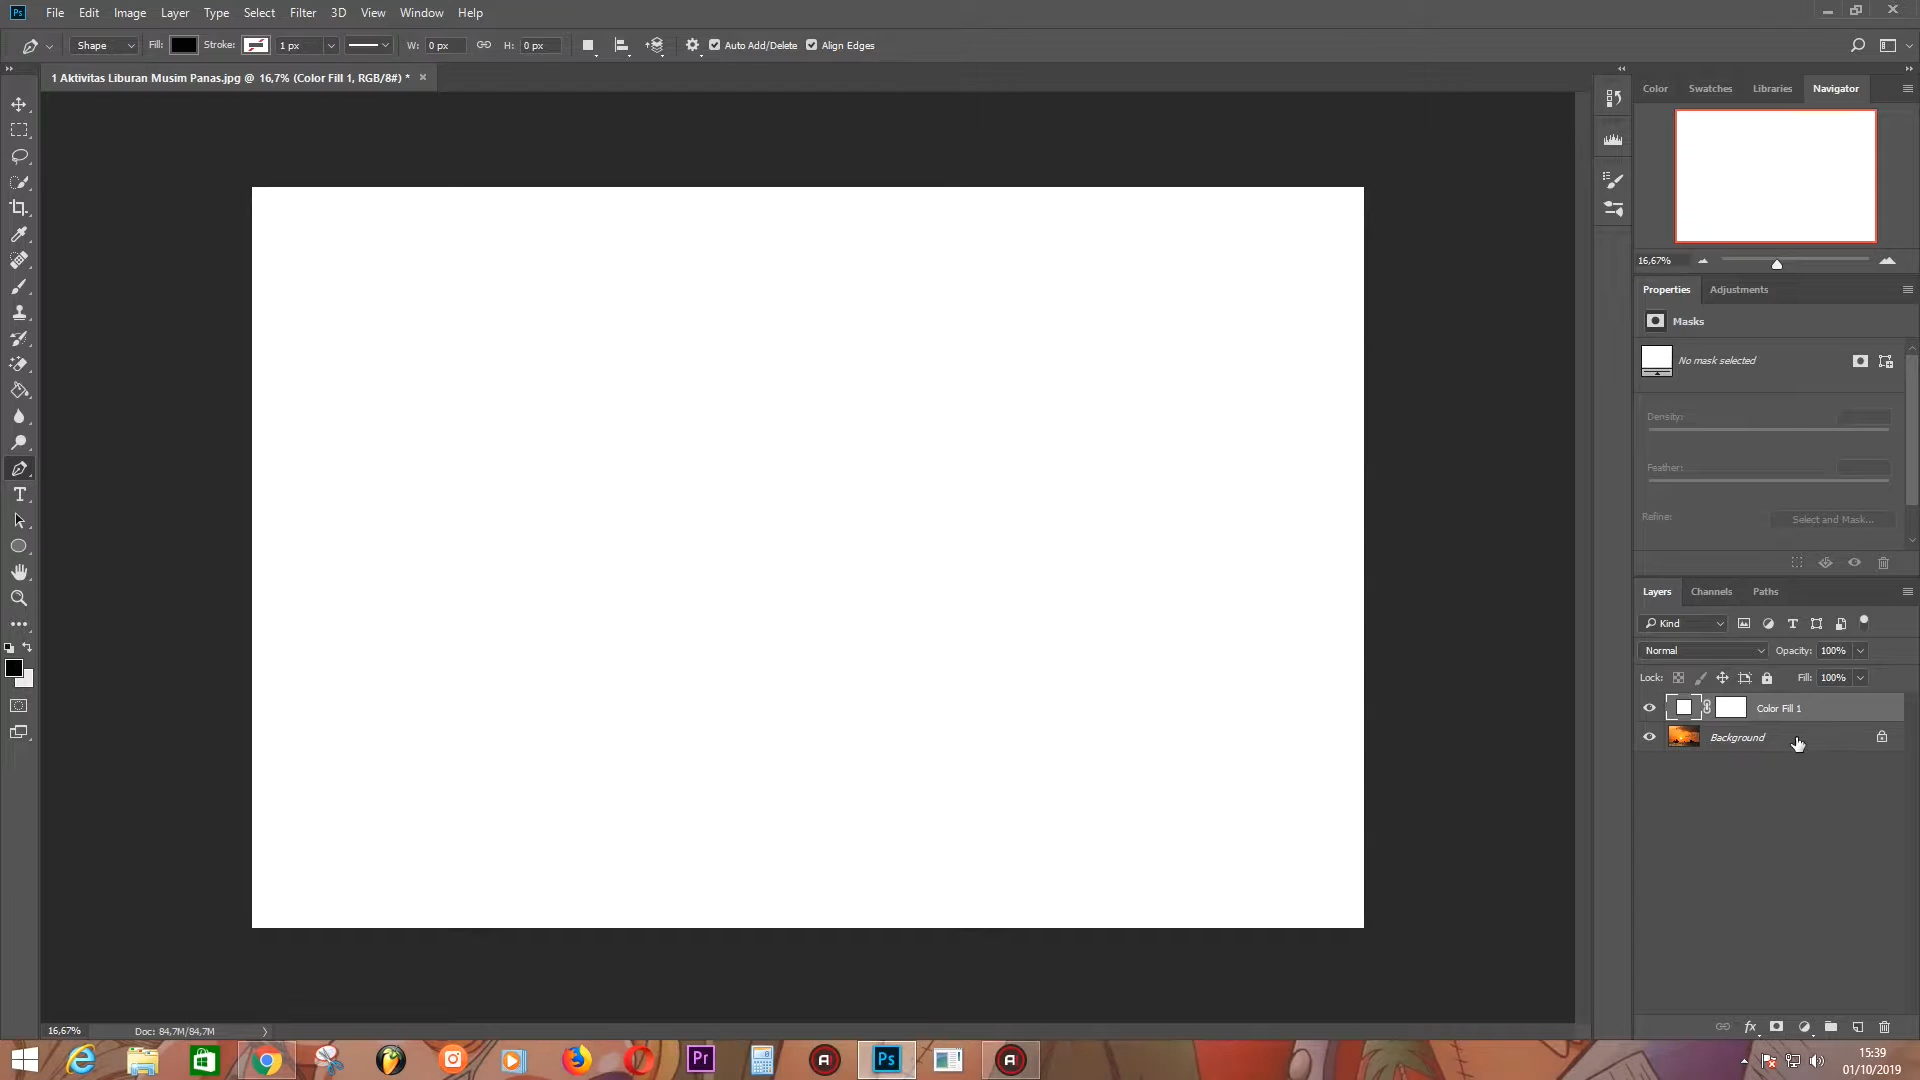 Ps File Edit Image Layer Type Select Filter 3D View Window Help
Shape Fill: Stroke: 1 px W: 0 px H: 0 px Auto Add/Delete Align Edges
1 Aktivitas Liburan Musim Panas.jpg @ 16,7% (Color Fill 1, RGB/8#) * ×
Color Swatches Libraries Navigator
16,67%
Properties Adjustments
Masks
No mask selected
Density:
Feather:
Refine: Select and Mask...
Layers Channels Paths
Kind
Normal Opacity: 100%
Lock: Fill: 100%
Color Fill 1
Background
16,67% Doc: 84,7M/84,7M
Pr Ps
15:39
01/10/2019